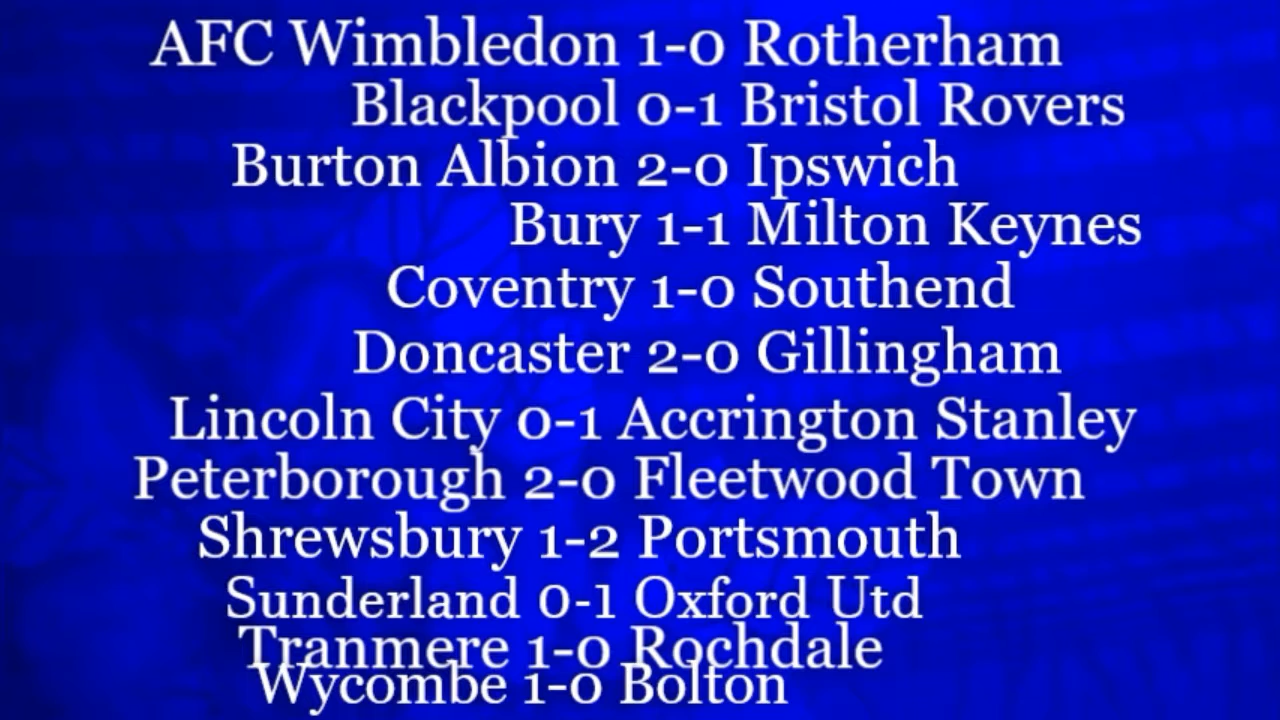 AFC Wimbledon 1-0 Rotherham
Blackpool 0-1 Bristol Rovers
Burton Albion 2-0 Ipswich
Bury 1-1 Milton Keynes
Coventry 1-0 Southend
Doncaster 2-0 Gillingham
Lincoln City 0-1 Accrington Stanley
Peterborough 2-0 Fleetwood Town
Shrewsbury 1-2 Portsmouth
Sunderland 0-1 Oxford Utd
Tranmere 1-0 Rochdale
Wycombe 1-0 Bolton